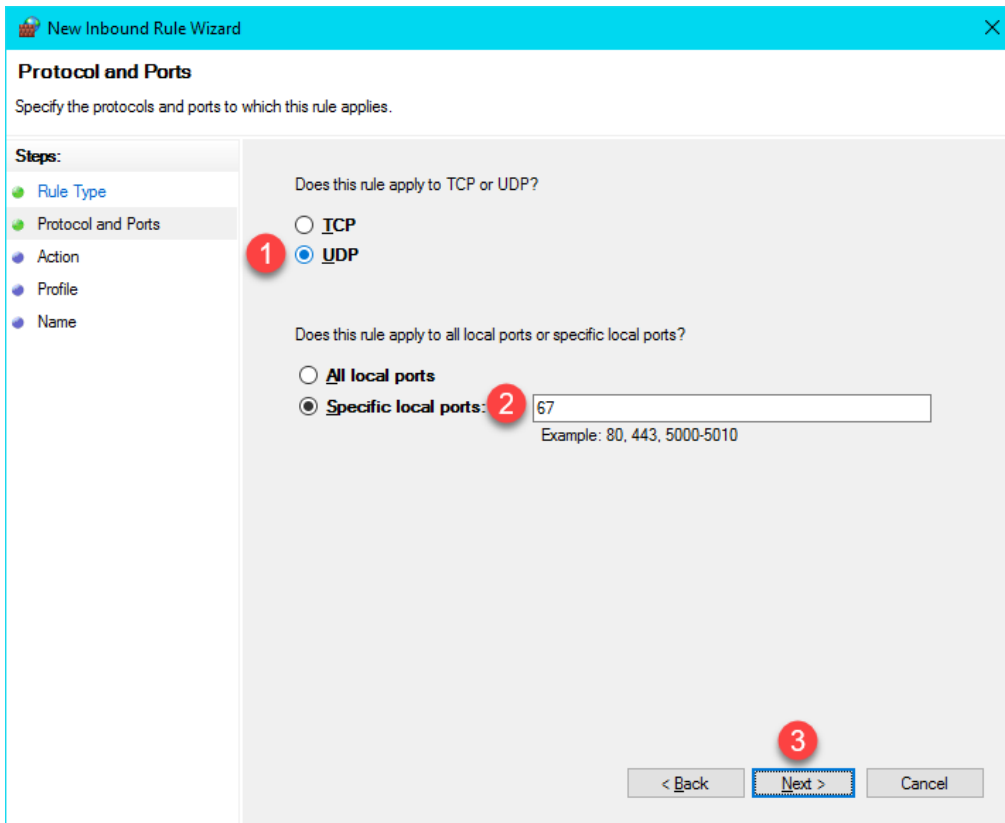 New Inbound Rule Wizard
Protocol and Ports
Specify the protocols and ports to which this rule applies.
Steps:
Rule Type
Protocol and Ports
Action
Profile
Name
Does this rule apply to TCP or UDP?
TCP
1 UDP
Does this rule apply to all local ports or specific local ports?
All local ports
Specific local ports: 2 67
Example: 80, 443, 5000-5010
3
< Back Next > Cancel